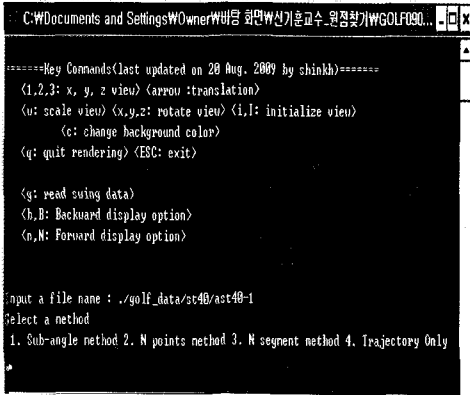 C:₩Documents and Settings₩Owner₩바탕 화면₩신기훈교수_원점찾기₩GOLF090...
======Key Commands(last updated on 20 Aug. 2009 by shinkh)=======
<1,2,3: x, y, z view> <arrow :translation>
<u: scale view> <x,y,z: rotate view> <i,I: initialize view>
<c: change background color>
<q: quit rendering> <ESC: exit>
<g: read swing data>
<b,B: Backward display option>
<n,N: Forward display option>
Input a file name : ./golf_data/st40/ast40-1
Select a method
1. Sub-angle method 2. N points method 3. N segment method 4. Trajectory Only